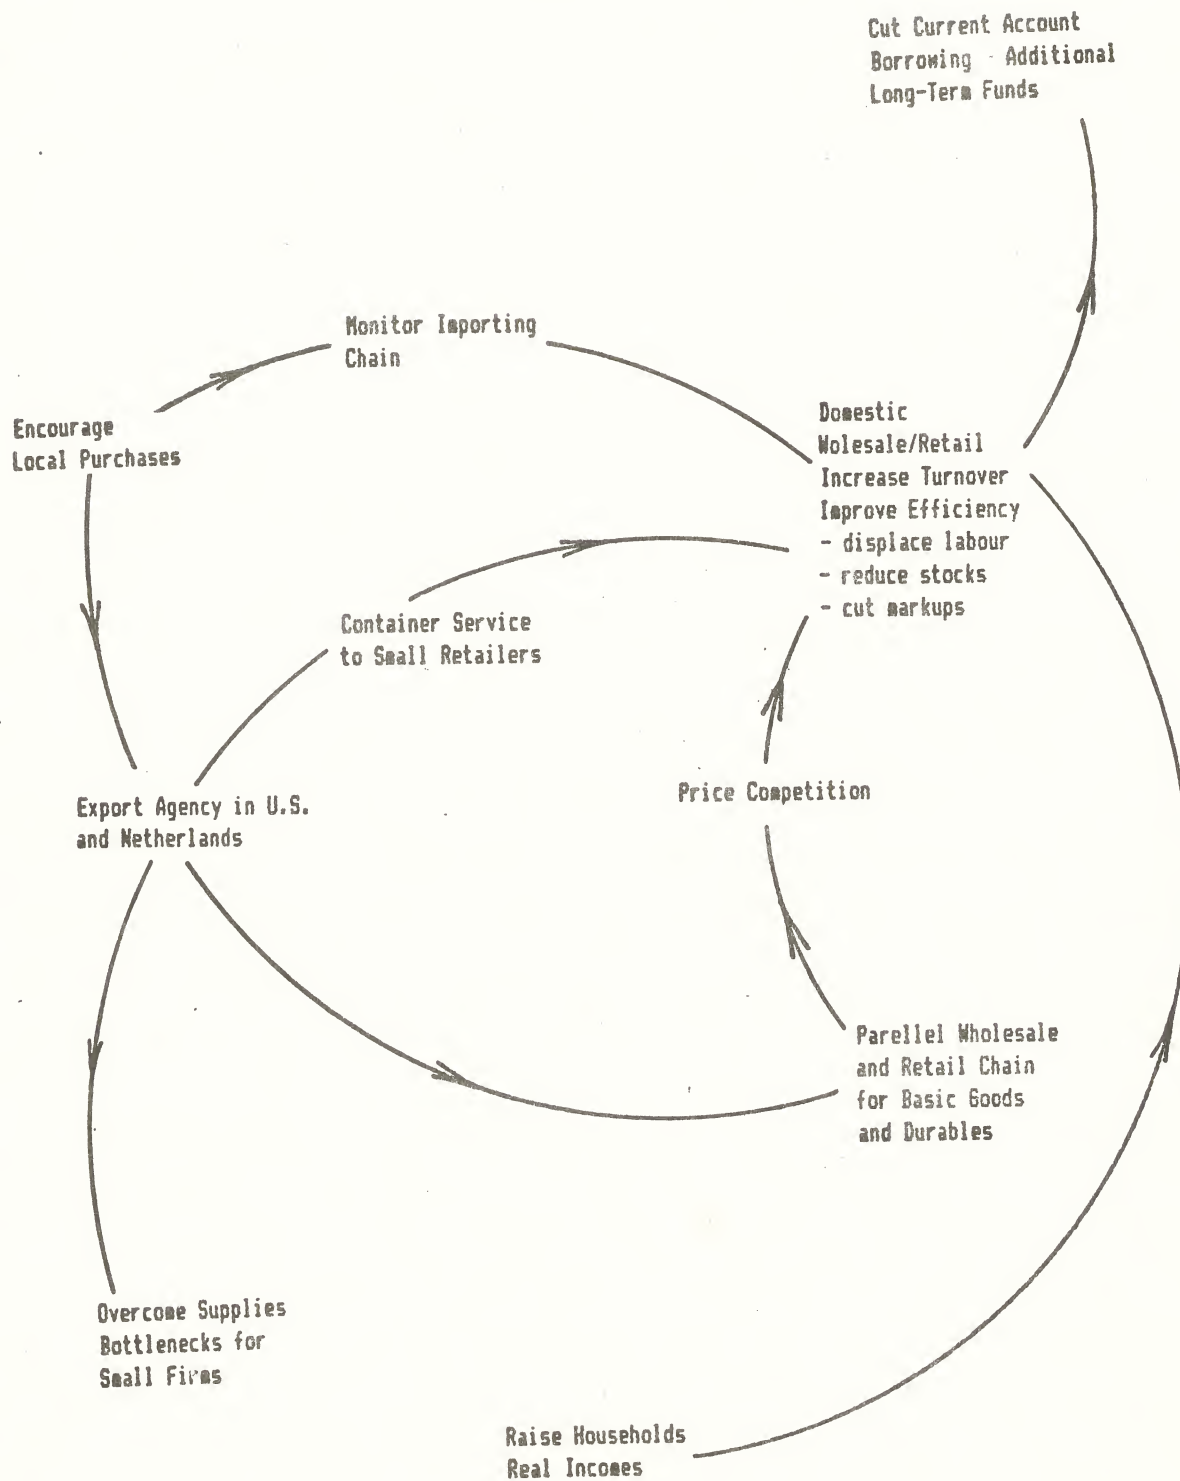 Cut Current Account
Borrowing - Additional
Long-Term Funds
Monitor Importing
Chain
Encourage
Local Purchases
Domestic
Wolesale/Retail
Increase Turnover
Improve Efficiency
- displace labour
- reduce stocks
- cut markups
Container Service
to Small Retailers
Export Agency in U.S.
and Netherlands
Price Competition
Parellel Wholesale
and Retail Chain
for Basic Goods
and Durables
Overcome Supplies
Bottlenecks for
Small Firms
Raise Households
Real Incomes